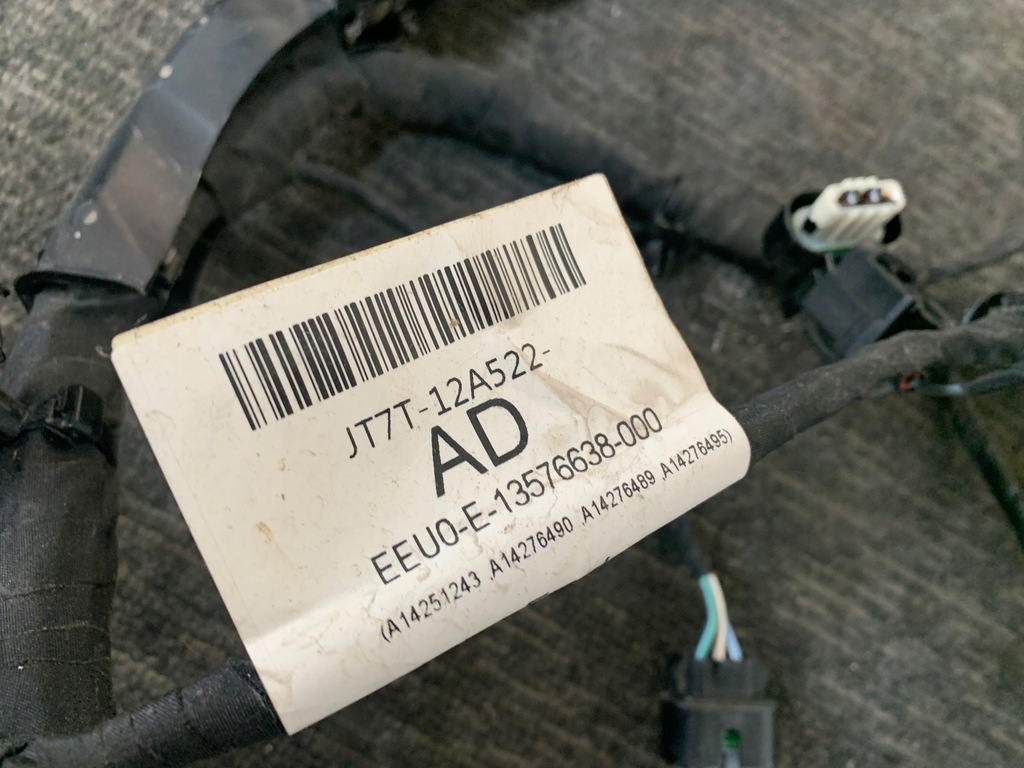 JT7T-12A522-
AD
EEU0-E-13576638-000
(A14251243 ,A14276490 ,A14276489 ,A14276495)